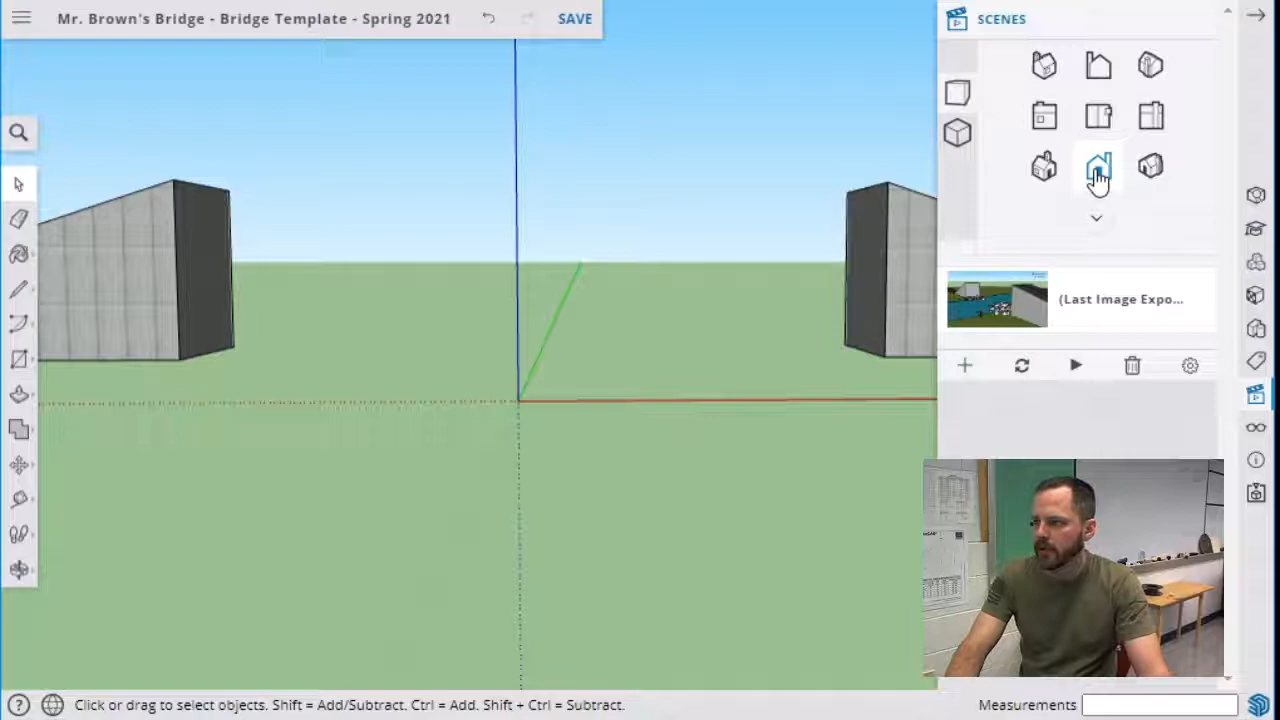 Mr. Brown's Bridge - Bridge Template - Spring 2021
SAVE
SCENES
(Last Image Expo...
Click or drag to select objects. Shift = Add/Subtract. Ctrl = Add. Shift + Ctrl = Subtract.
Measurements